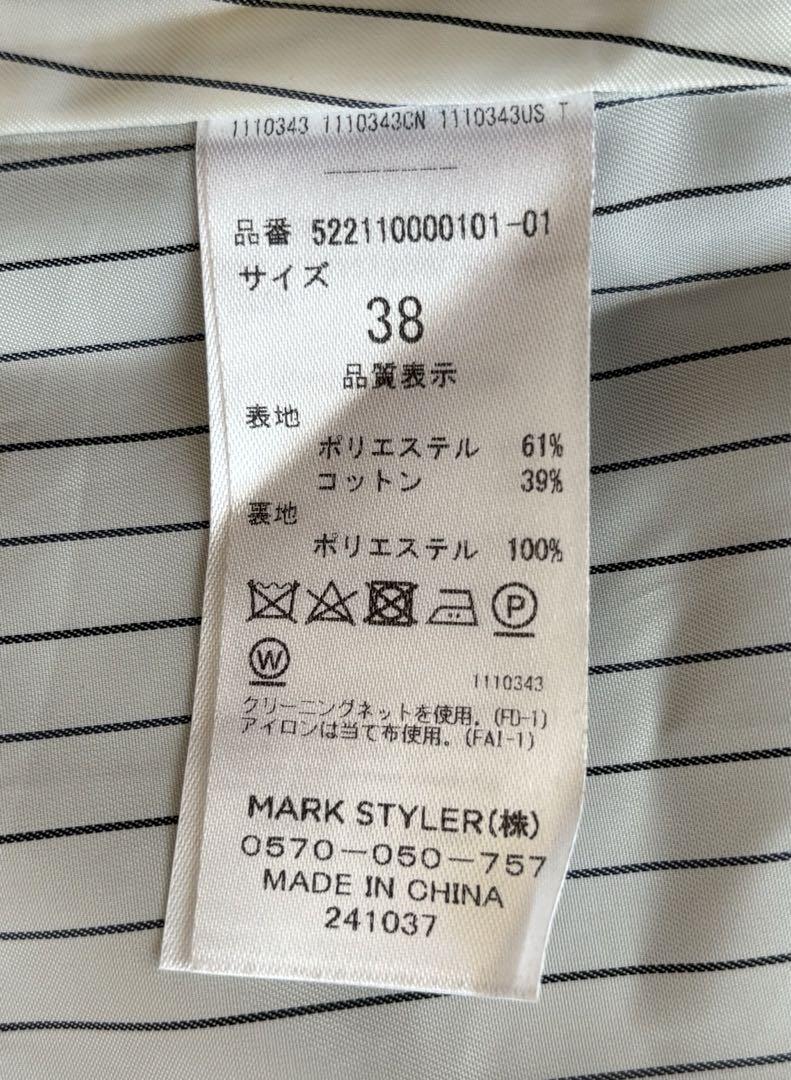 1110343 1110343CN 1110343US T
品番 522110000101-01
サイズ
38
品質表示
表地
ポリエステル 61%
コットン 39%
裏地
ポリエステル 100%
P
W
1110343
クリーニングネットを使用。(FD-1)
アイロンは当て布使用。(FAI-1)
MARK STYLER(株)
0570-050-757
MADE IN CHINA
241037